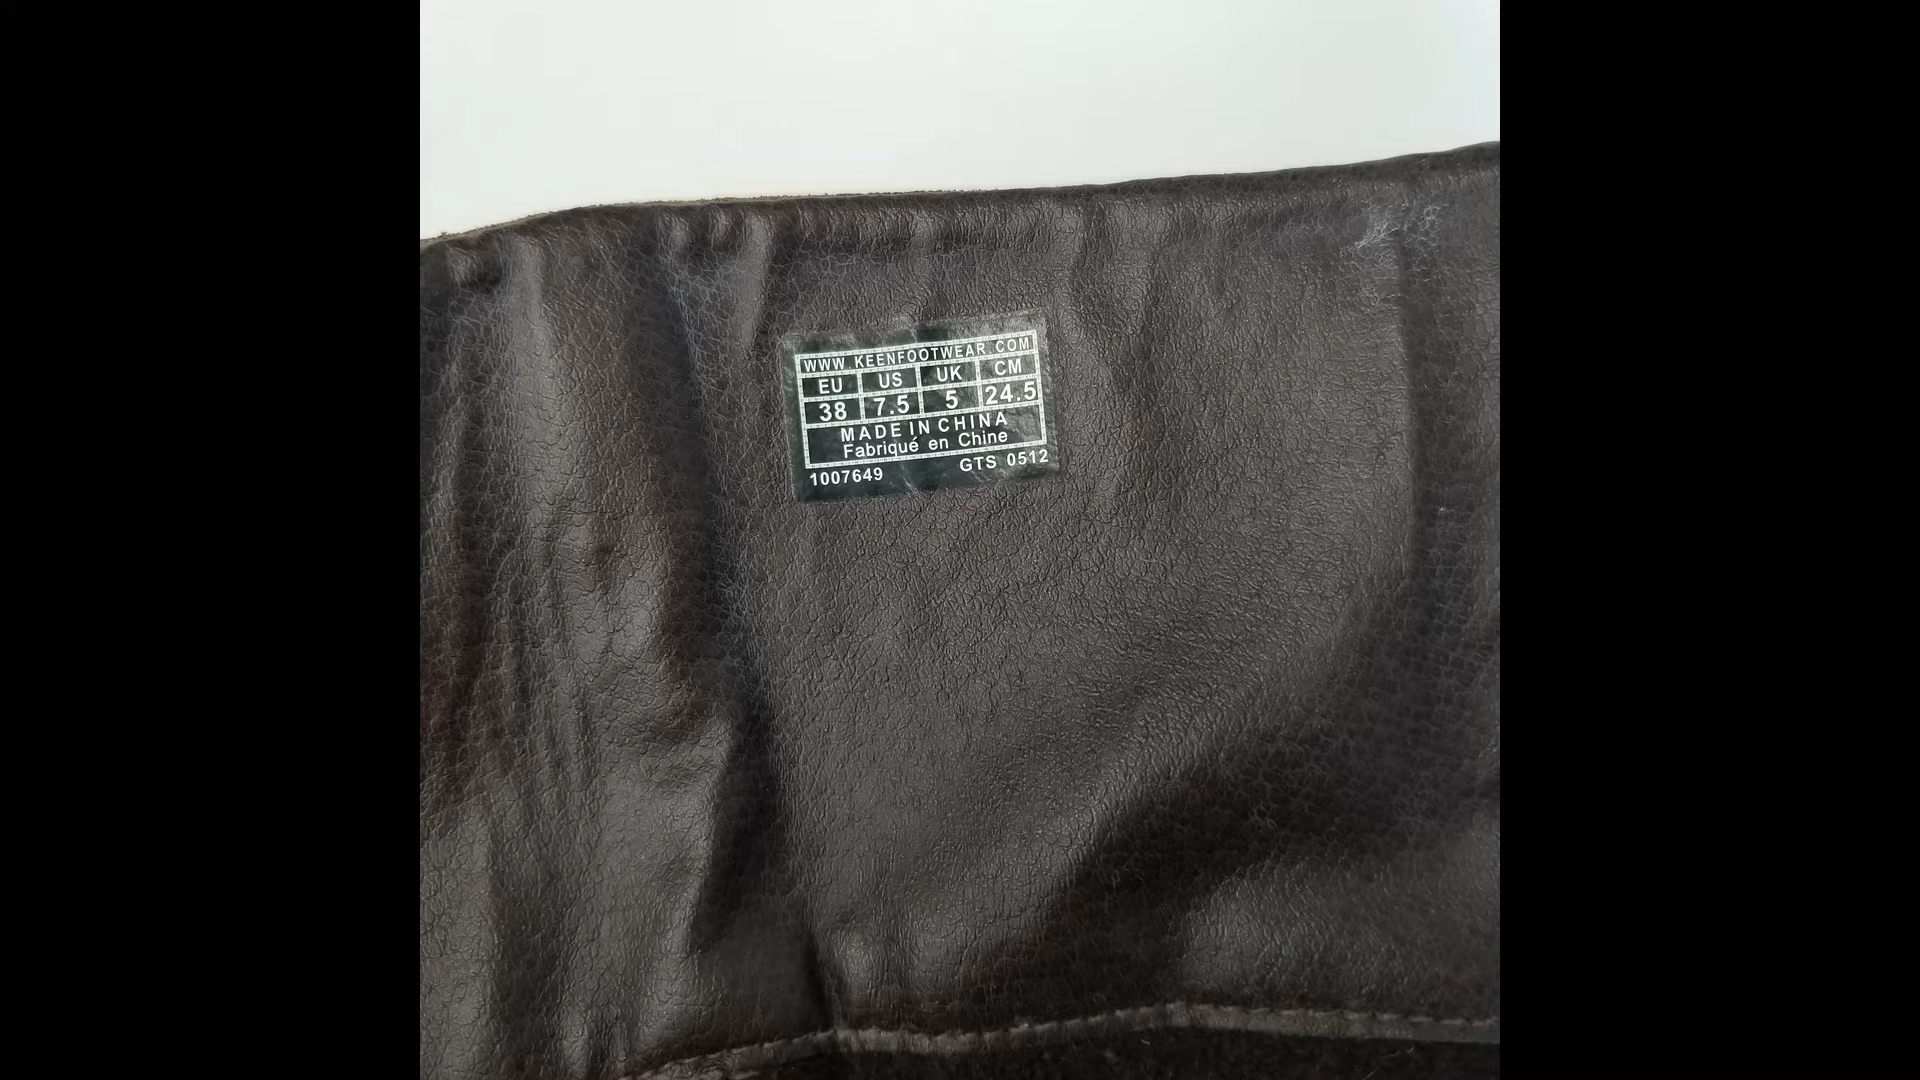 WWW.KEENFOOTWEAR.COM
EU US UK CM
38 7.5 5 24.5
MADE IN CHINA
Fabriqué en Chine
1007649 GTS 0512